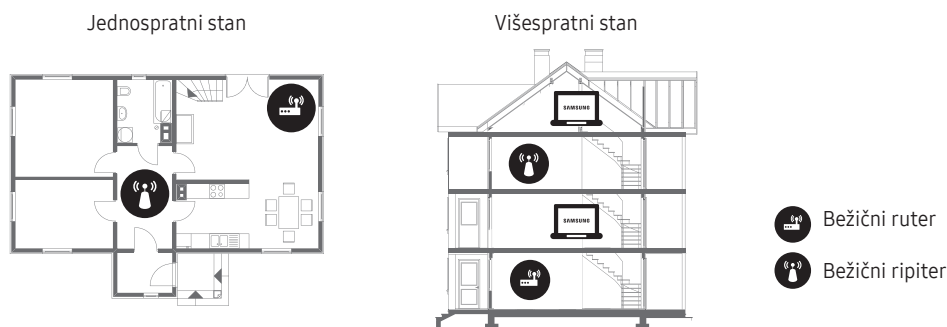 Jednospratni stan
Višespratni stan
SAMSUNG
SAMSUNG
Bežični ruter
Bežični ripiter